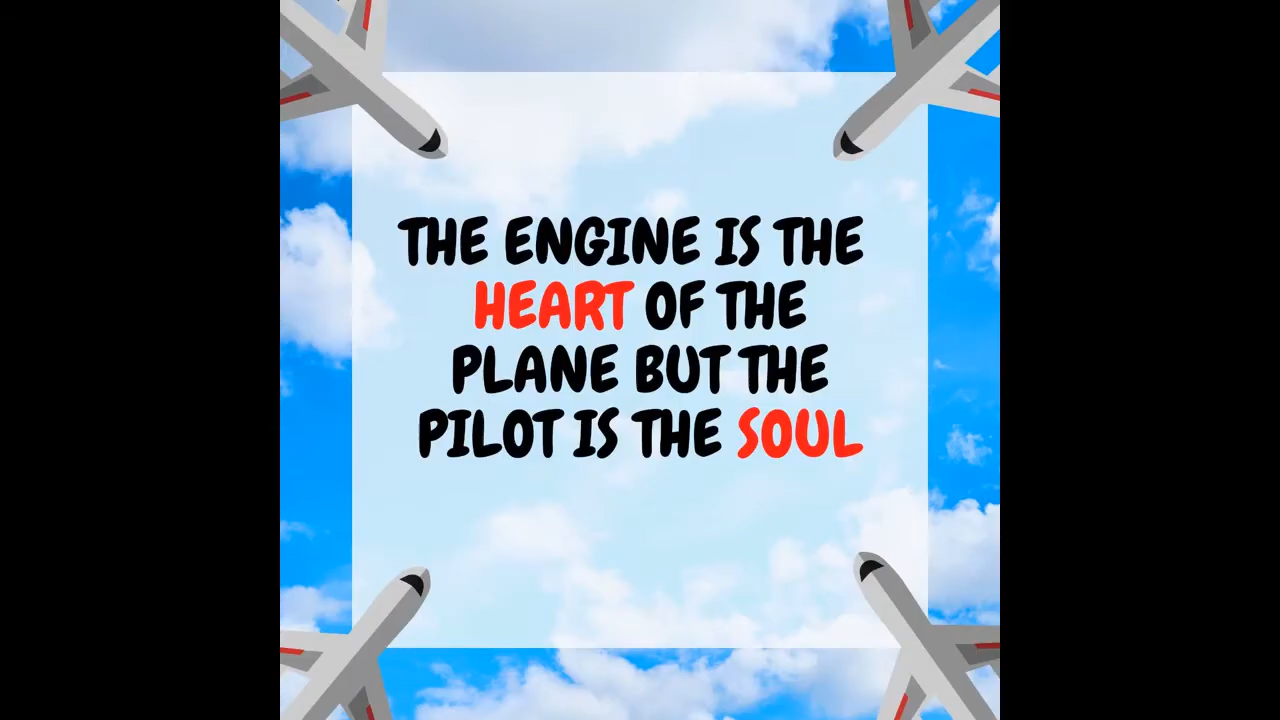 THE ENGINE IS THE
HEART OF THE
PLANE BUT THE
PILOT IS THE SOUL